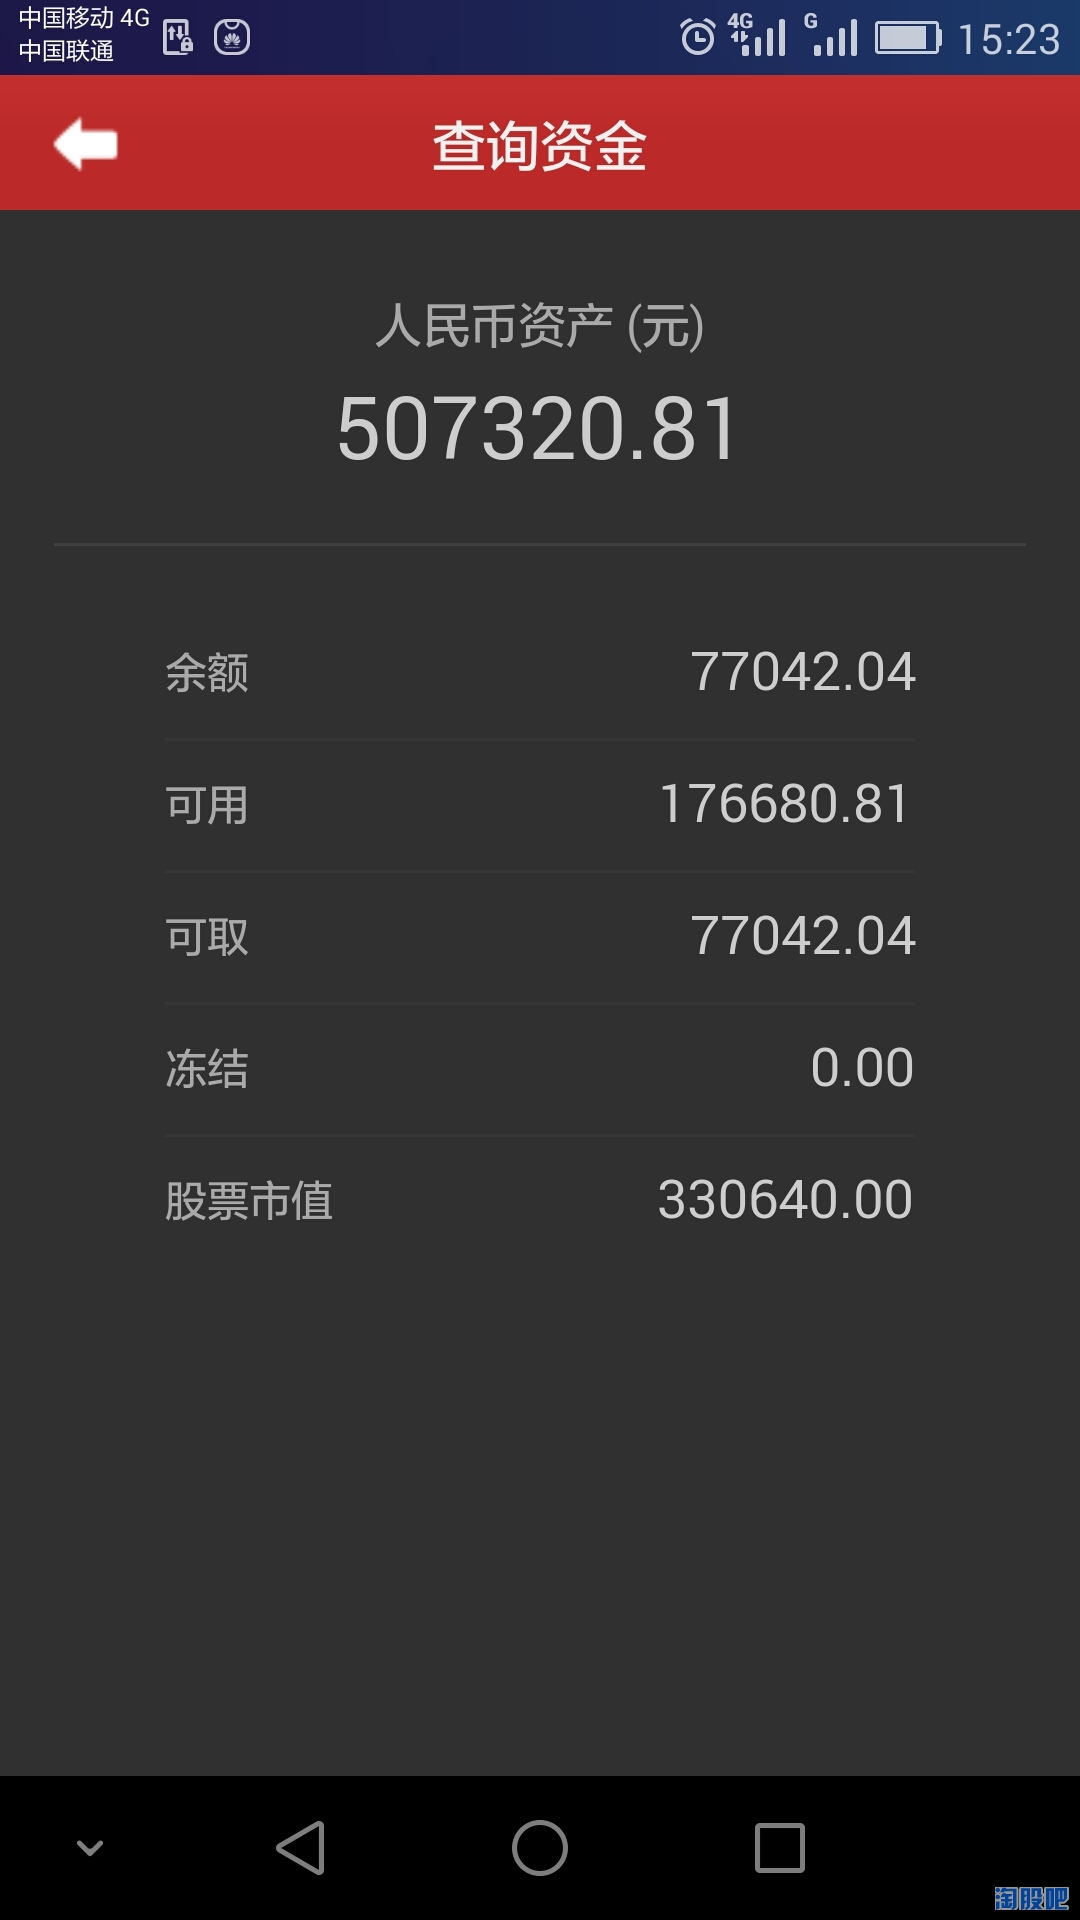 中国移动 4G
中国联通
4G
G
15:23
查询资金
人民币资产 (元)
507320.81
余额 77042.04
可用 176680.81
可取 77042.04
冻结 0.00
股票市值 330640.00
淘股吧